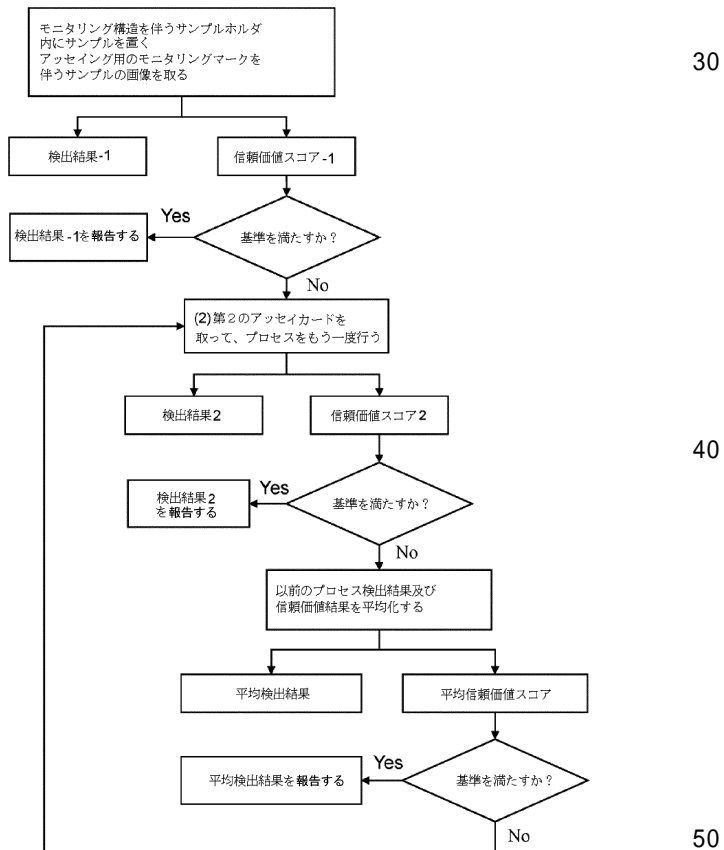 モニタリング構造を伴うサンプルホルダ
内にサンプルを置く
アッセイング用のモニタリングマークを
伴うサンプルの画像を取る
30
検出結果-1
信頼価値スコア-1
Yes
検出結果-1を報告する
基準を満たすか？
No
(2)第２のアッセイカードを
取って、プロセスをもう一度行う
検出結果2
信頼価値スコア2
40
Yes
検出結果2
を報告する
基準を満たすか？
No
以前のプロセス検出結果及び
信頼価値結果を平均化する
平均検出結果
平均信頼価値スコア
Yes
平均検出結果を報告する
基準を満たすか？
No
50